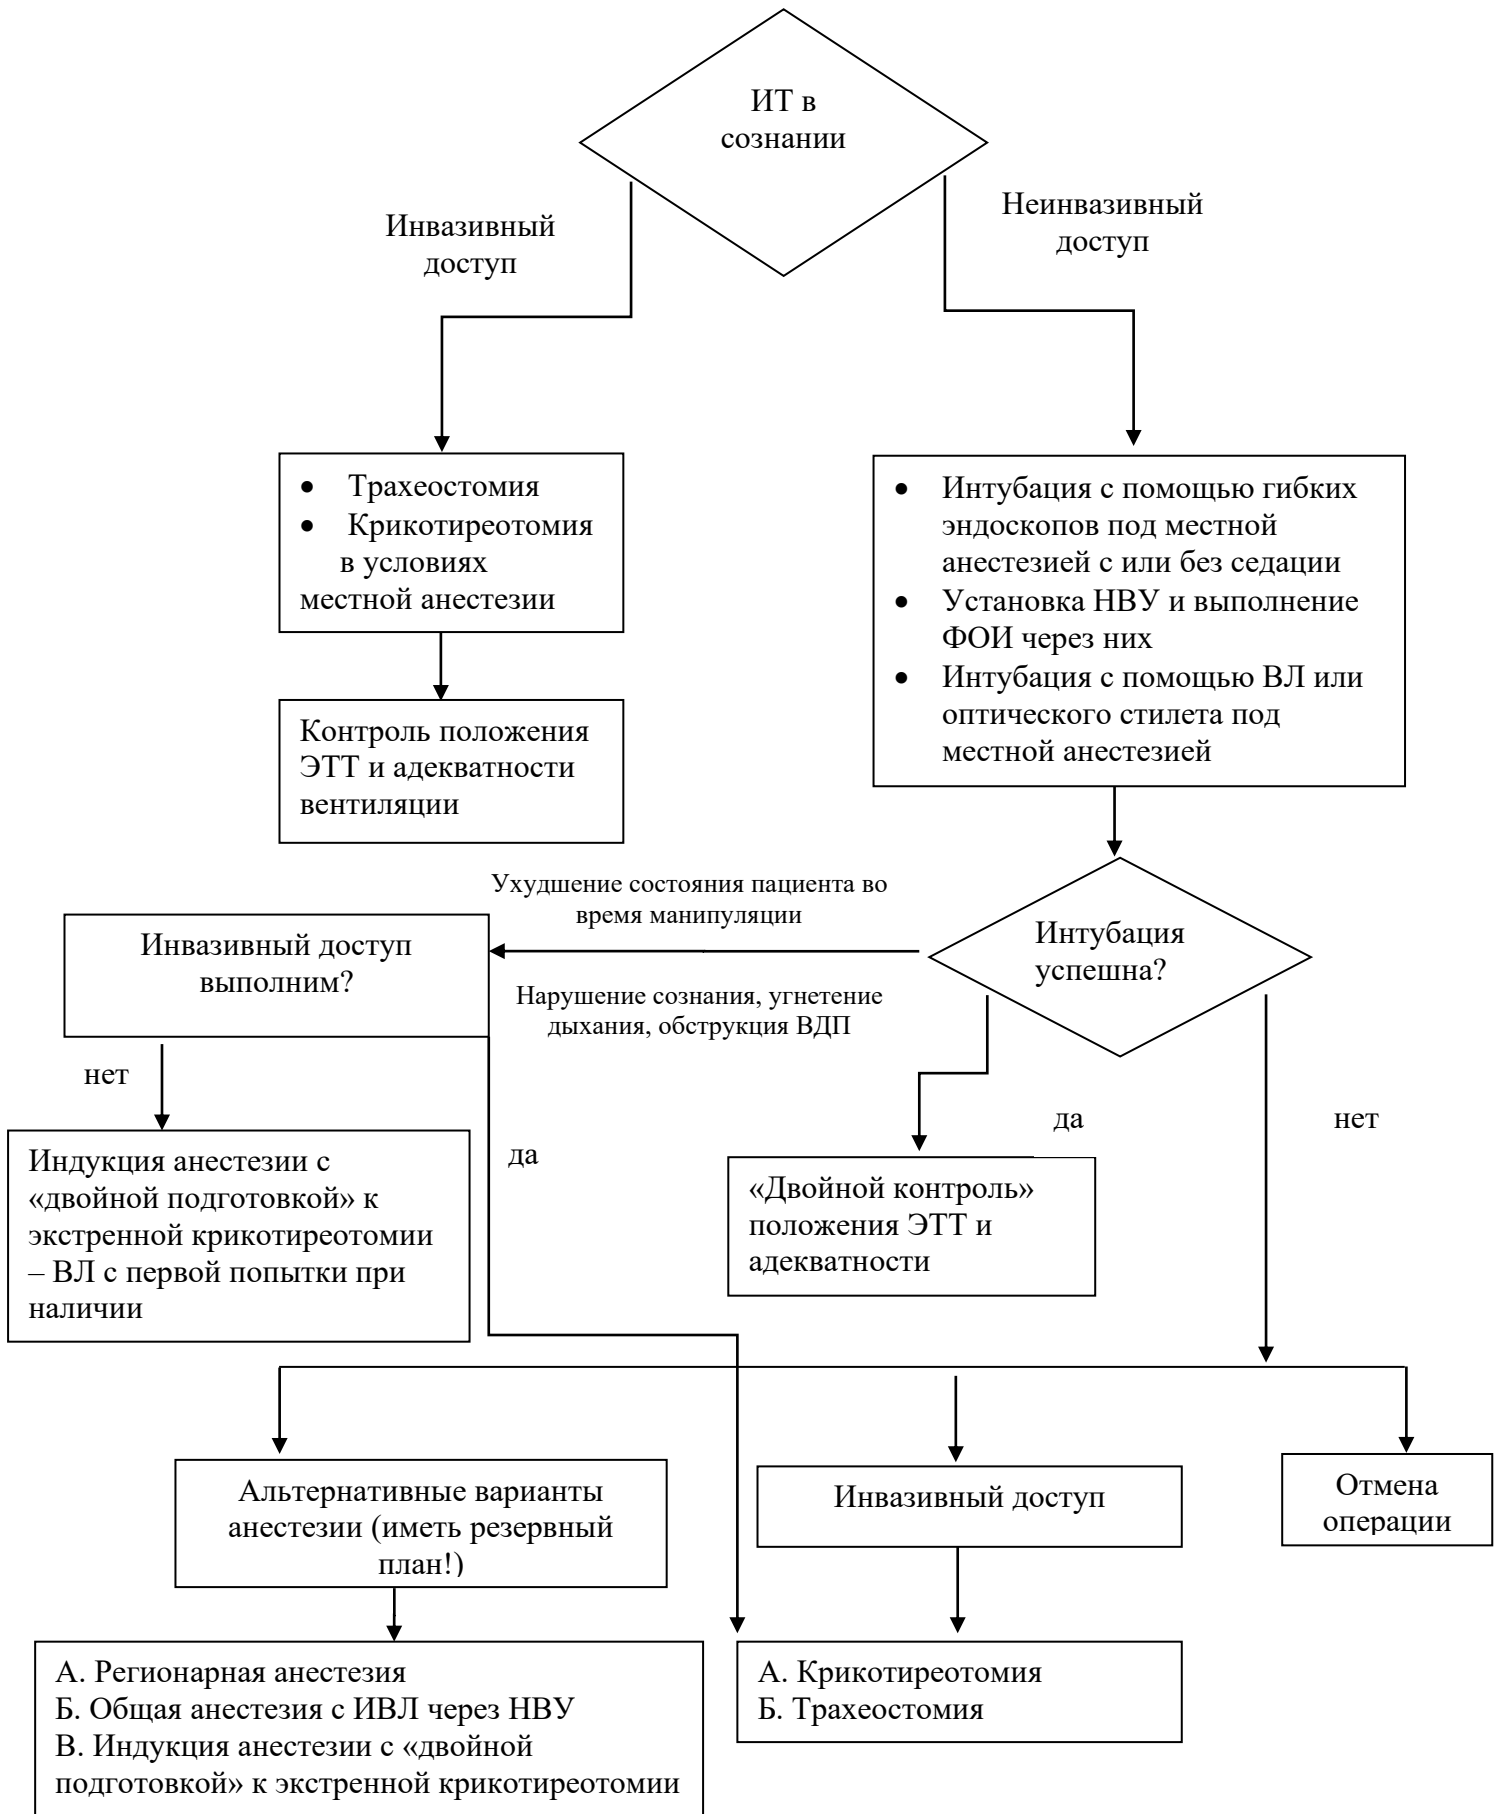 ИТ в
сознании
Инвазивный
доступ
Неинвазивный
доступ
• Трахеостомия
• Крикотиреотомия
в условиях
местной анестезии
• Интубация с помощью гибких
эндоскопов под местной
анестезией с или без седации
• Установка НВУ и выполнение
ФОИ через них
• Интубация с помощью ВЛ или
оптического стилета под
местной анестезией
Контроль положения
ЭТТ и адекватности
вентиляции
Ухудшение состояния пациента во
время манипуляции
Интубация
успешна?
Инвазивный доступ
выполним?
Нарушение сознания, угнетение
дыхания, обструкция ВДП
нет
да
да
нет
Индукция анестезии с
«двойной подготовкой» к
экстренной крикотиреотомии
– ВЛ с первой попытки при
наличии
«Двойной контроль»
положения ЭТТ и
адекватности
Альтернативные варианты
анестезии (иметь резервный
план!)
Инвазивный доступ
Отмена
операции
А. Регионарная анестезия
Б. Общая анестезия с ИВЛ через НВУ
В. Индукция анестезии с «двойной
подготовкой» к экстренной крикотиреотомии
А. Крикотиреотомия
Б. Трахеостомия